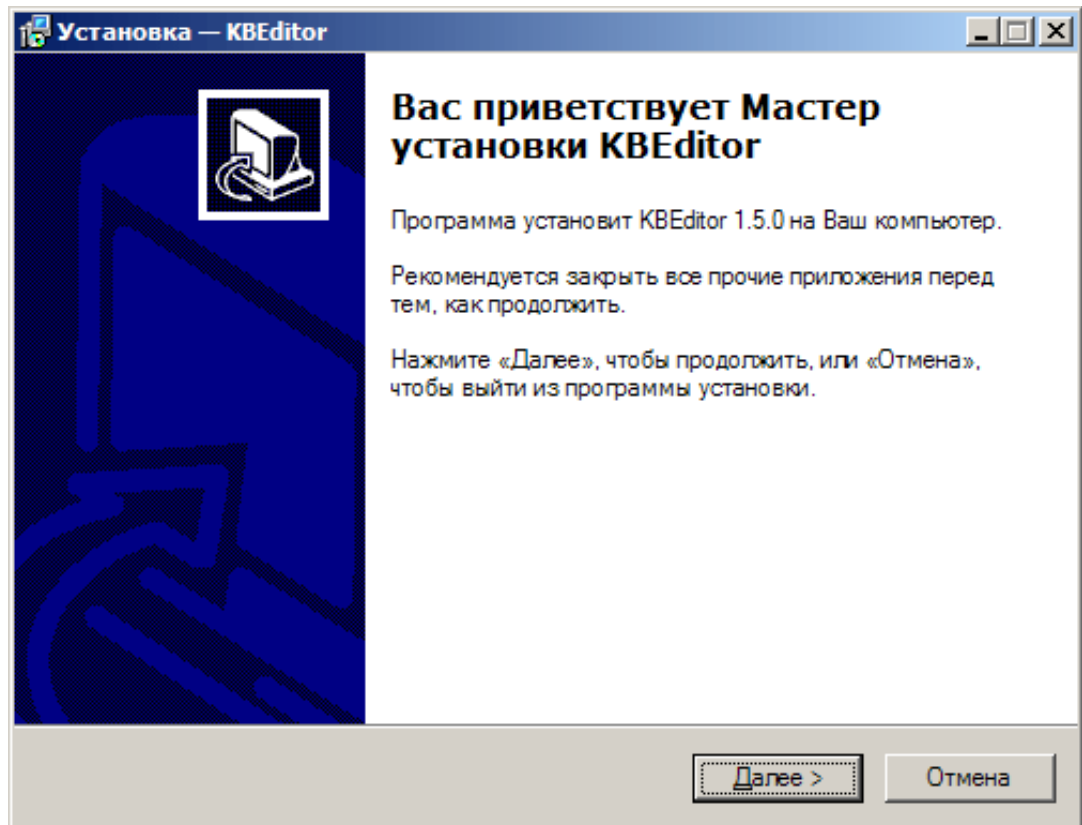 Установка — KBEditor
Вас приветствует Мастер
установки KBEditor
Программа установит KBEditor 1.5.0 на Ваш компьютер.
Рекомендуется закрыть все прочие приложения перед
тем, как продолжить.
Нажмите «Далее», чтобы продолжить, или «Отмена»,
чтобы выйти из программы установки.
Далее > Отмена